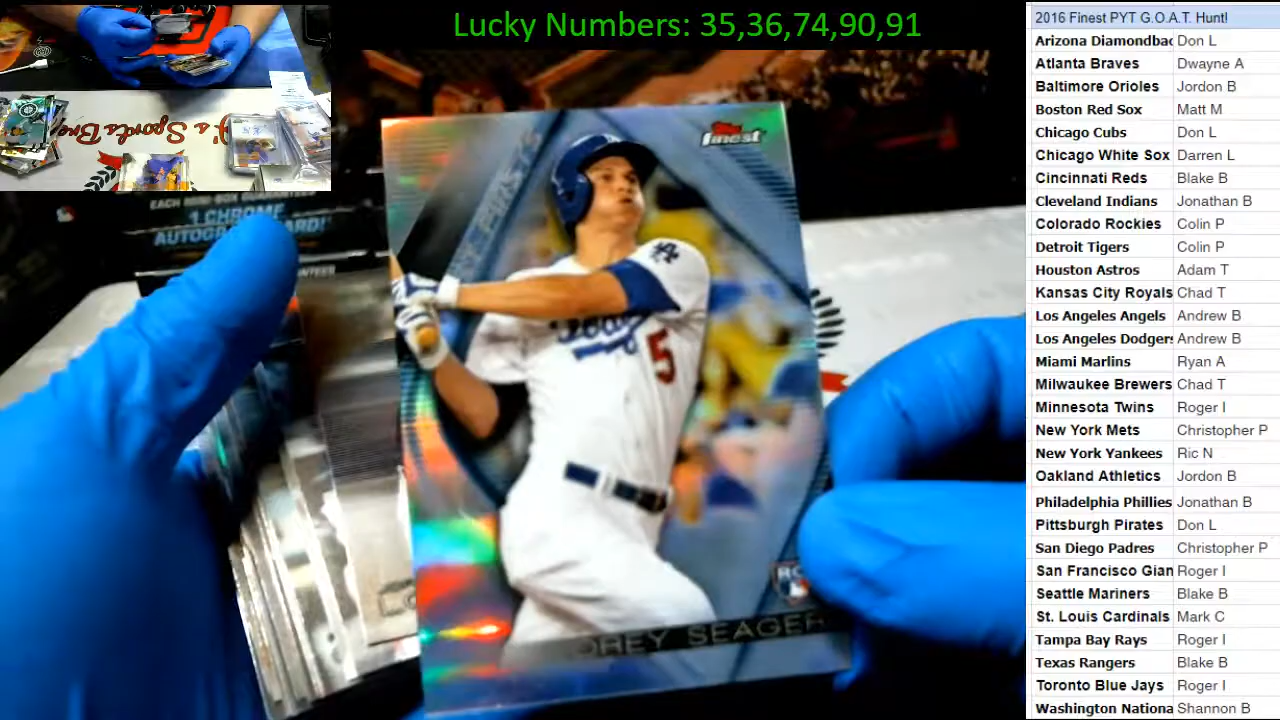 Lucky Numbers: 35,36,74,90,91
EACH MINI-BOX GUARANTEES
1 CHROME
AUTOGRAPH CARD!
Topps
finest
Dodgers
5
RC
OREY SEAGER
2016 Finest PYT G.O.A.T. Hunt!
Arizona Diamondbac Don L
Atlanta Braves Dwayne A
Baltimore Orioles Jordon B
Boston Red Sox Matt M
Chicago Cubs Don L
Chicago White Sox Darren L
Cincinnati Reds Blake B
Cleveland Indians Jonathan B
Colorado Rockies Colin P
Detroit Tigers Colin P
Houston Astros Adam T
Kansas City Royals Chad T
Los Angeles Angels Andrew B
Los Angeles Dodgers Andrew B
Miami Marlins Ryan A
Milwaukee Brewers Chad T
Minnesota Twins Roger I
New York Mets Christopher P
New York Yankees Ric N
Oakland Athletics Jordon B
Philadelphia Phillies Jonathan B
Pittsburgh Pirates Don L
San Diego Padres Christopher P
San Francisco Gian Roger I
Seattle Mariners Blake B
St. Louis Cardinals Mark C
Tampa Bay Rays Roger I
Texas Rangers Blake B
Toronto Blue Jays Roger I
Washington Nationa Shannon B